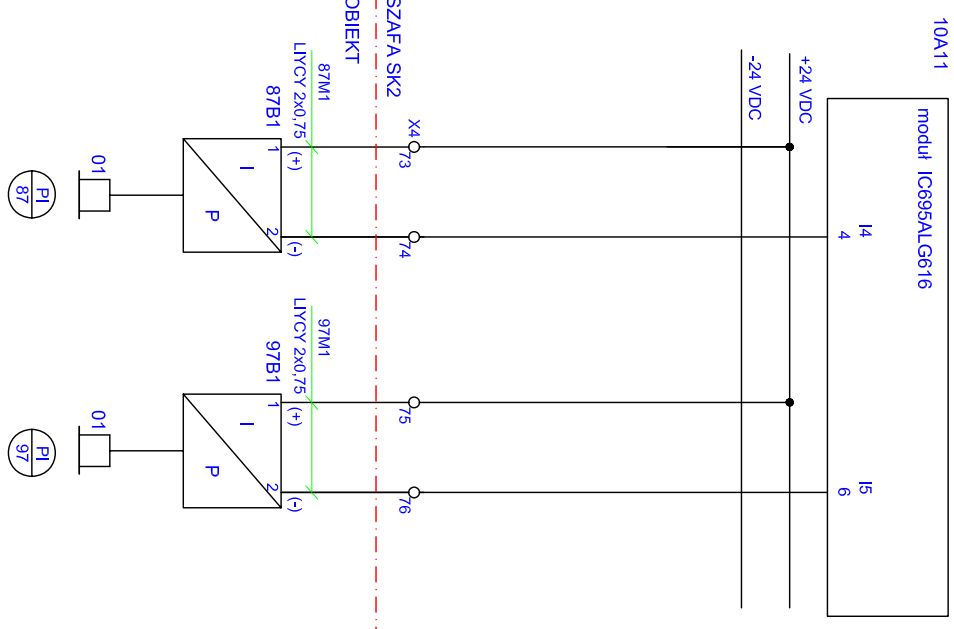 10A11
moduł IC695ALG616
I4
4
I5
6
+24 VDC
-24 VDC
SZAFA SK2
OBIEKT
X4
73
74
75
76
87M1
LIYCY 2x0,75
97M1
LIYCY 2x0,75
87B1
1
(+)
2
(-)
I
P
97B1
1
(+)
2
(-)
I
P
01
01
PI
87
PI
97